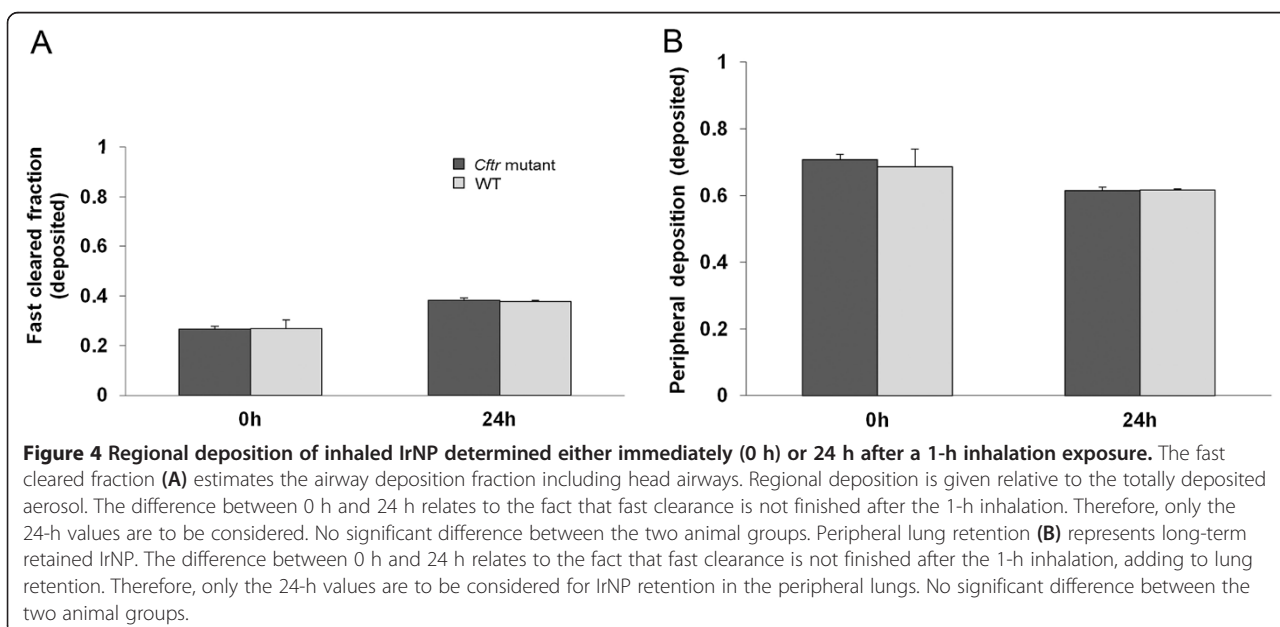 A
Fast cleared fraction
(deposited)
1
0.8
0.6
0.4
0.2
0
Cftr mutant
WT
0h
24h
B
Peripheral deposition (deposited)
1
0.8
0.6
0.4
0.2
0
0h
24h
Figure 4 Regional deposition of inhaled IrNP determined either immediately (0 h) or 24 h after a 1-h inhalation exposure. The fast
cleared fraction (A) estimates the airway deposition fraction including head airways. Regional deposition is given relative to the totally deposited
aerosol. The difference between 0 h and 24 h relates to the fact that fast clearance is not finished after the 1-h inhalation. Therefore, only the
24-h values are to be considered. No significant difference between the two animal groups. Peripheral lung retention (B) represents long-term
retained IrNP. The difference between 0 h and 24 h relates to the fact that fast clearance is not finished after the 1-h inhalation, adding to lung
retention. Therefore, only the 24-h values are to be considered for IrNP retention in the peripheral lungs. No significant difference between the
two animal groups.